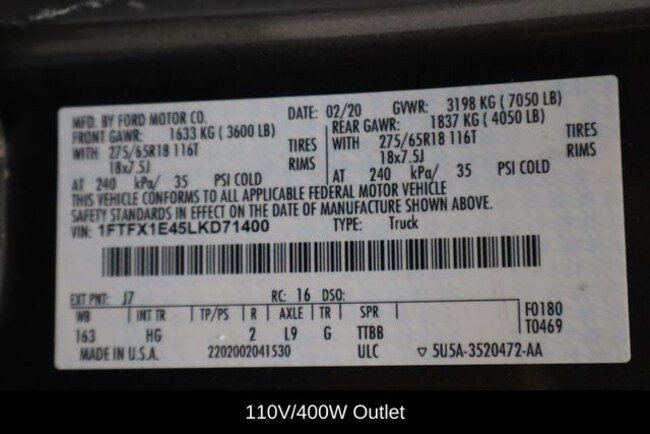 MFD. BY FORD MOTOR CO.
DATE: 02/20 GVWR: 3198 KG ( 7050 LB)
FRONT GAWR: 1633 KG ( 3600 LB)
WITH 275/65R18 116T TIRES
18x7.5J RIMS
AT 240 kPa/ 35 PSI COLD
REAR GAWR: 1837 KG ( 4050 LB)
WITH 275/65R18 116T TIRES
18x7.5J RIMS
AT 240 kPa/ 35 PSI COLD
THIS VEHICLE CONFORMS TO ALL APPLICABLE FEDERAL MOTOR VEHICLE
SAFETY STANDARDS IN EFFECT ON THE DATE OF MANUFACTURE SHOWN ABOVE.
VIN: 1FTFX1E45LKD71400 TYPE: Truck
EXT PNT: J7 RC: 16 DSO:
WB INT TR TP/PS R AXLE TR SPR
163 HG 2 L9 G TTBB
F0180
T0469
MADE IN U.S.A. 2202002041530 ULC ▽ 5U5A-3520472-AA
110V/400W Outlet